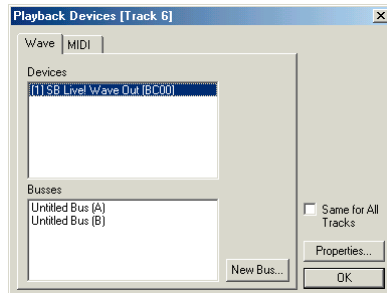 Playback Devices [Track 6]
Wave MIDI
Devices
(1) SB Live! Wave Out (BC00)
Busses
Untitled Bus (A)
Untitled Bus (B)
Same for All
Tracks
Properties...
New Bus...
OK